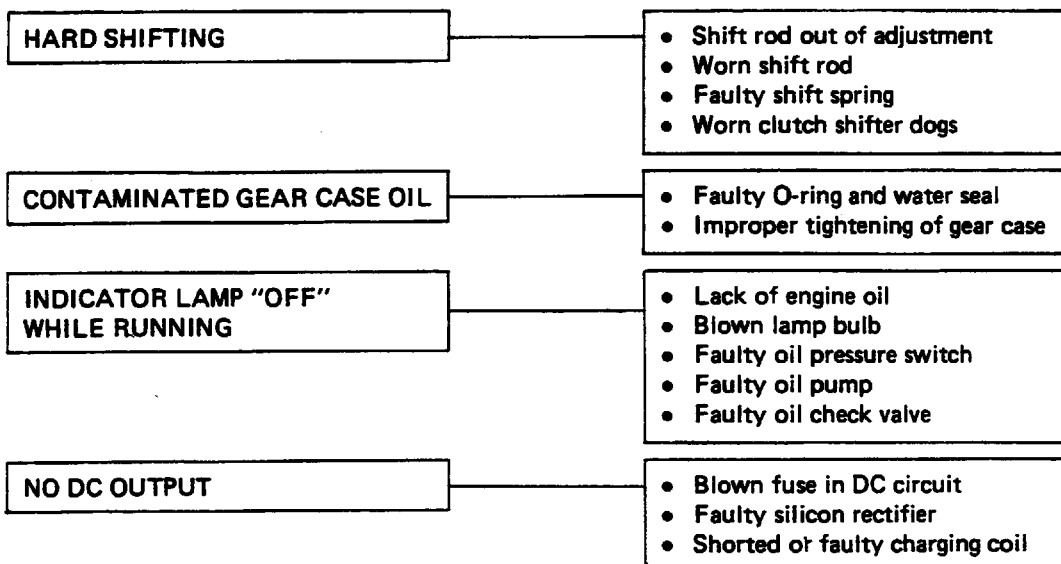 HARD SHIFTING
• Shift rod out of adjustment
• Worn shift rod
• Faulty shift spring
• Worn clutch shifter dogs
CONTAMINATED GEAR CASE OIL
• Faulty O-ring and water seal
• Improper tightening of gear case
INDICATOR LAMP "OFF"
WHILE RUNNING
• Lack of engine oil
• Blown lamp bulb
• Faulty oil pressure switch
• Faulty oil pump
• Faulty oil check valve
NO DC OUTPUT
• Blown fuse in DC circuit
• Faulty silicon rectifier
• Shorted or faulty charging coil